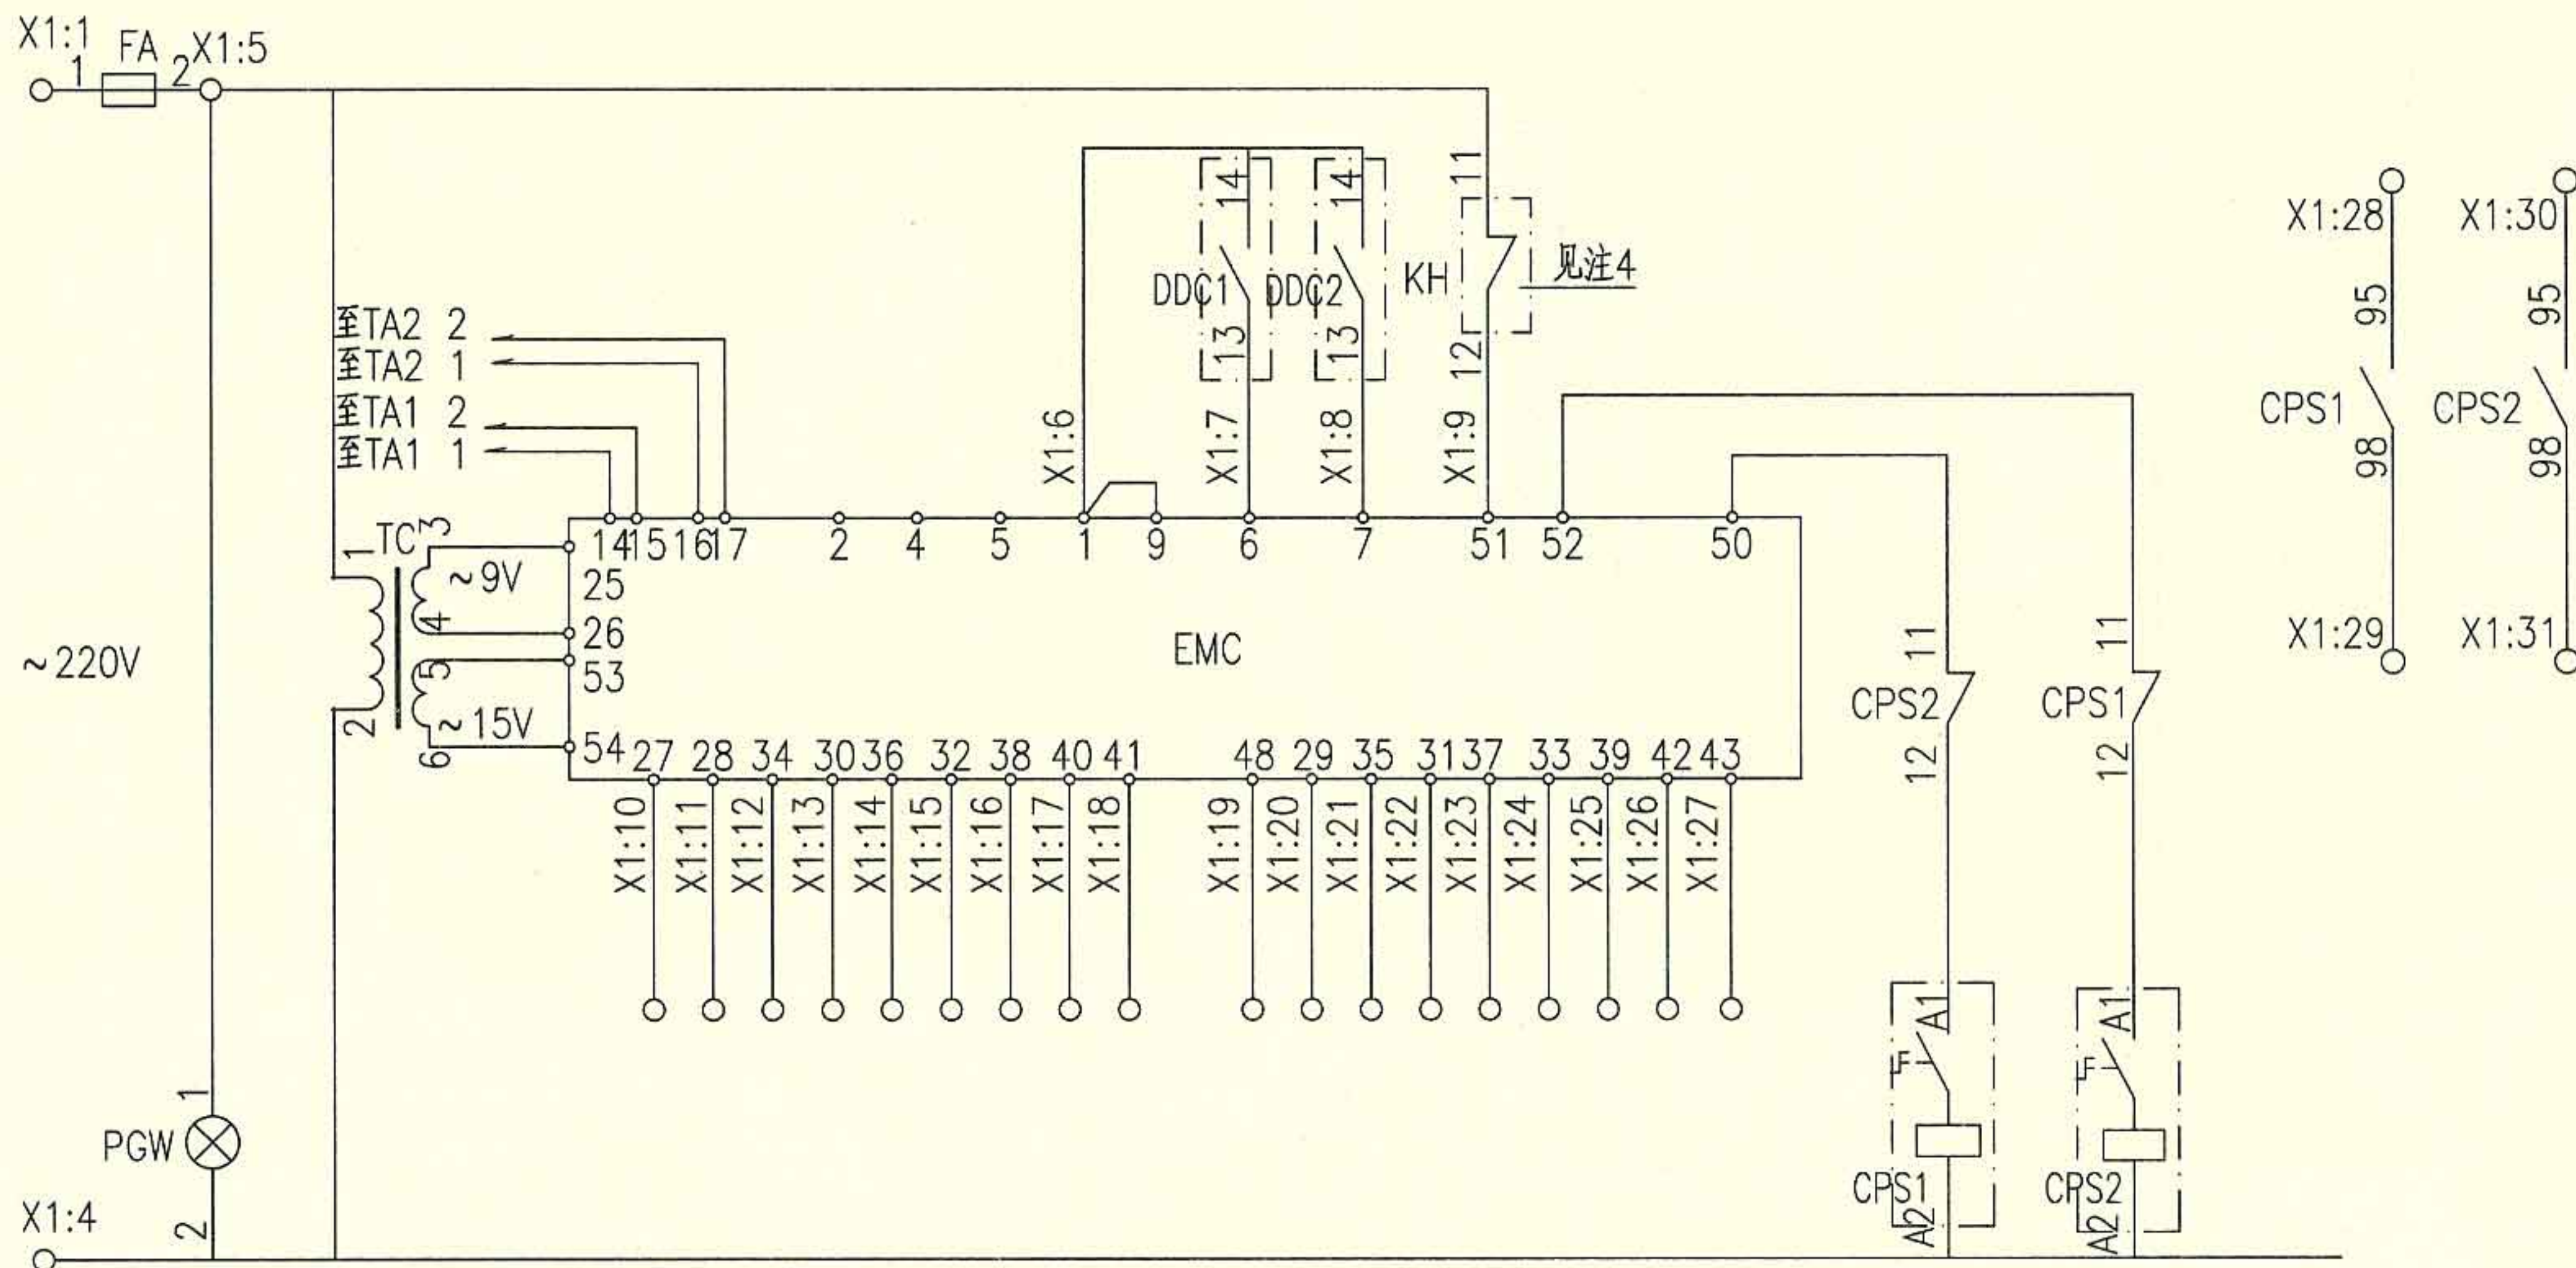 X1:1
1
FA
2
X1:5
14
14
11
X1:28
X1:30
DDC1
DDC2
KH
见注4
13
13
12
95
95
至TA2 2
至TA2 1
至TA1 2
至TA1 1
X1:6
X1:7
X1:8
X1:9
CPS1
CPS2
98
98
X1:29
X1:31
14
15
16
17
2
4
5
1
9
6
7
51
52
50
1
TC
3
~9V
4
25
26
5
53
~15V
2
6
54
~220V
EMC
27
28
34
30
36
32
38
40
41
48
29
35
31
37
33
39
42
43
X1:10
X1:11
X1:12
X1:13
X1:14
X1:15
X1:16
X1:17
X1:18
X1:19
X1:20
X1:21
X1:22
X1:23
X1:24
X1:25
X1:26
X1:27
11
11
CPS2
CPS1
12
12
A1
A1
1
PGW
2
CPS1
CPS2
A2
A2
X1:4